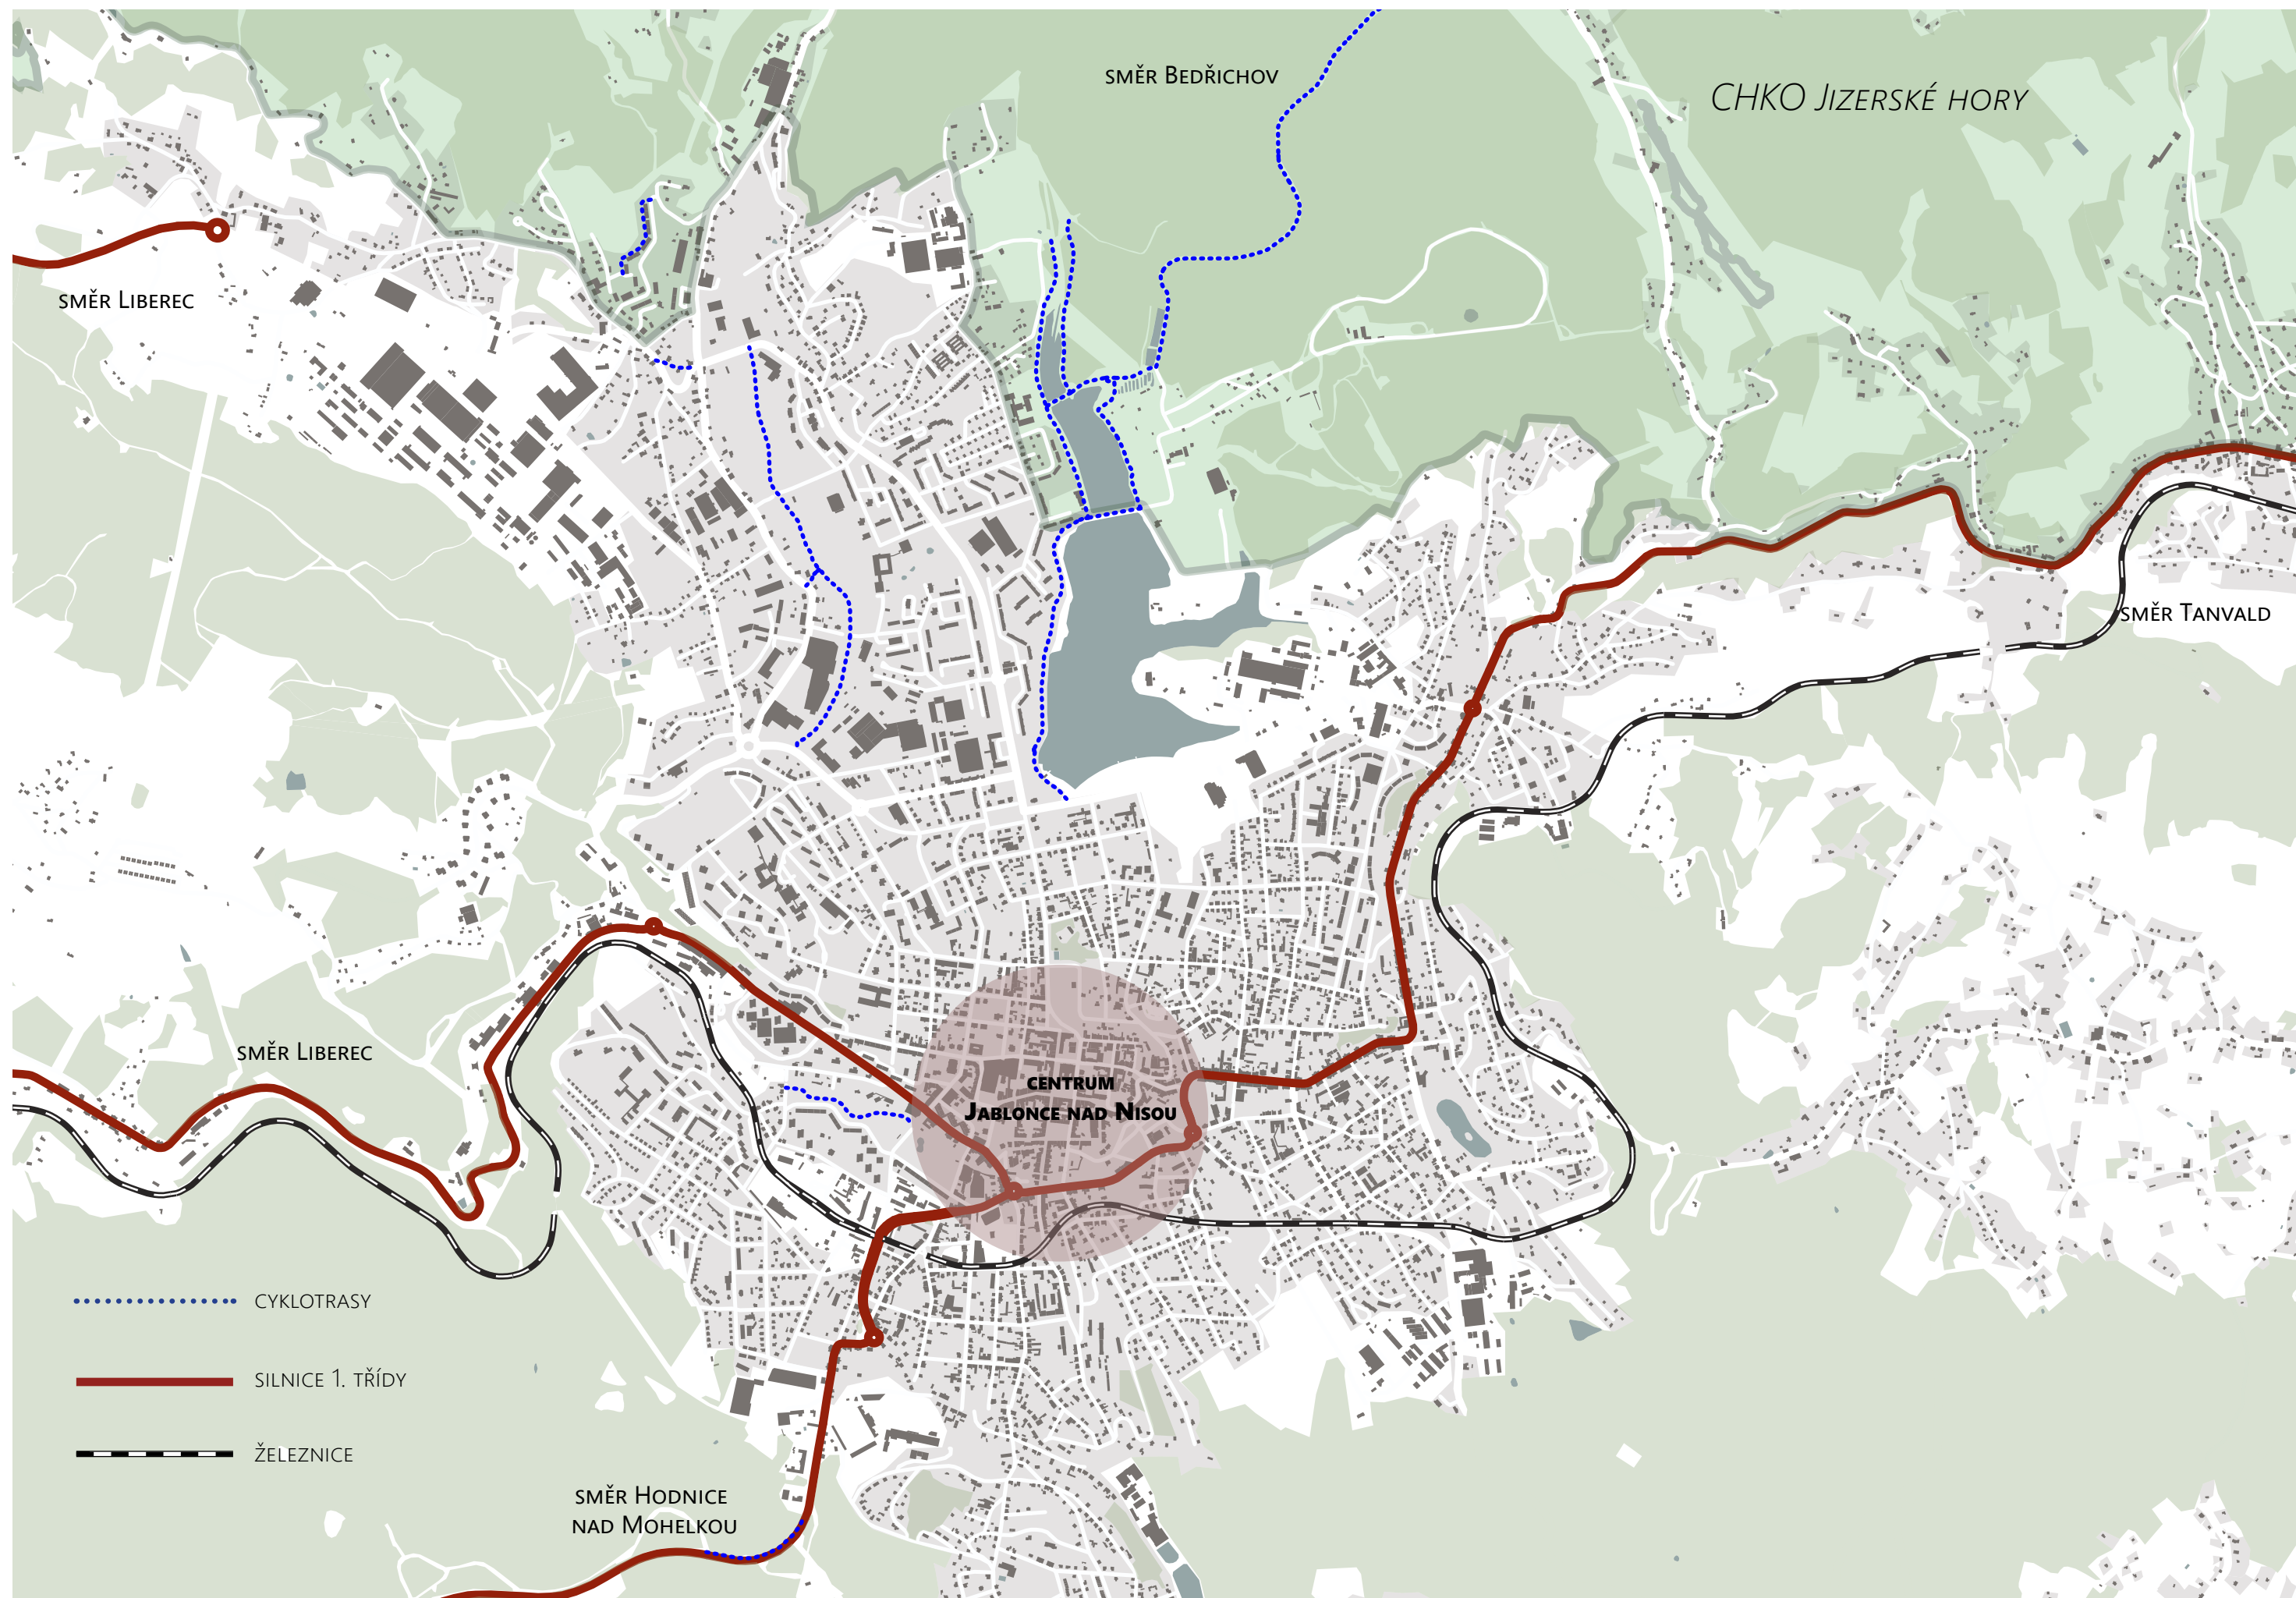 SMĚR BEDŘICHOV
CHKO JIZERSKÉ HORY
SMĚR LIBEREC
SMĚR TANVALD
SMĚR LIBEREC
CENTRUM
JABLONCE NAD NISOU
CYKLOTRASY
SILNICE 1. TŘÍDY
ŽELEZNICE
SMĚR HODNICE
NAD MOHELKOU